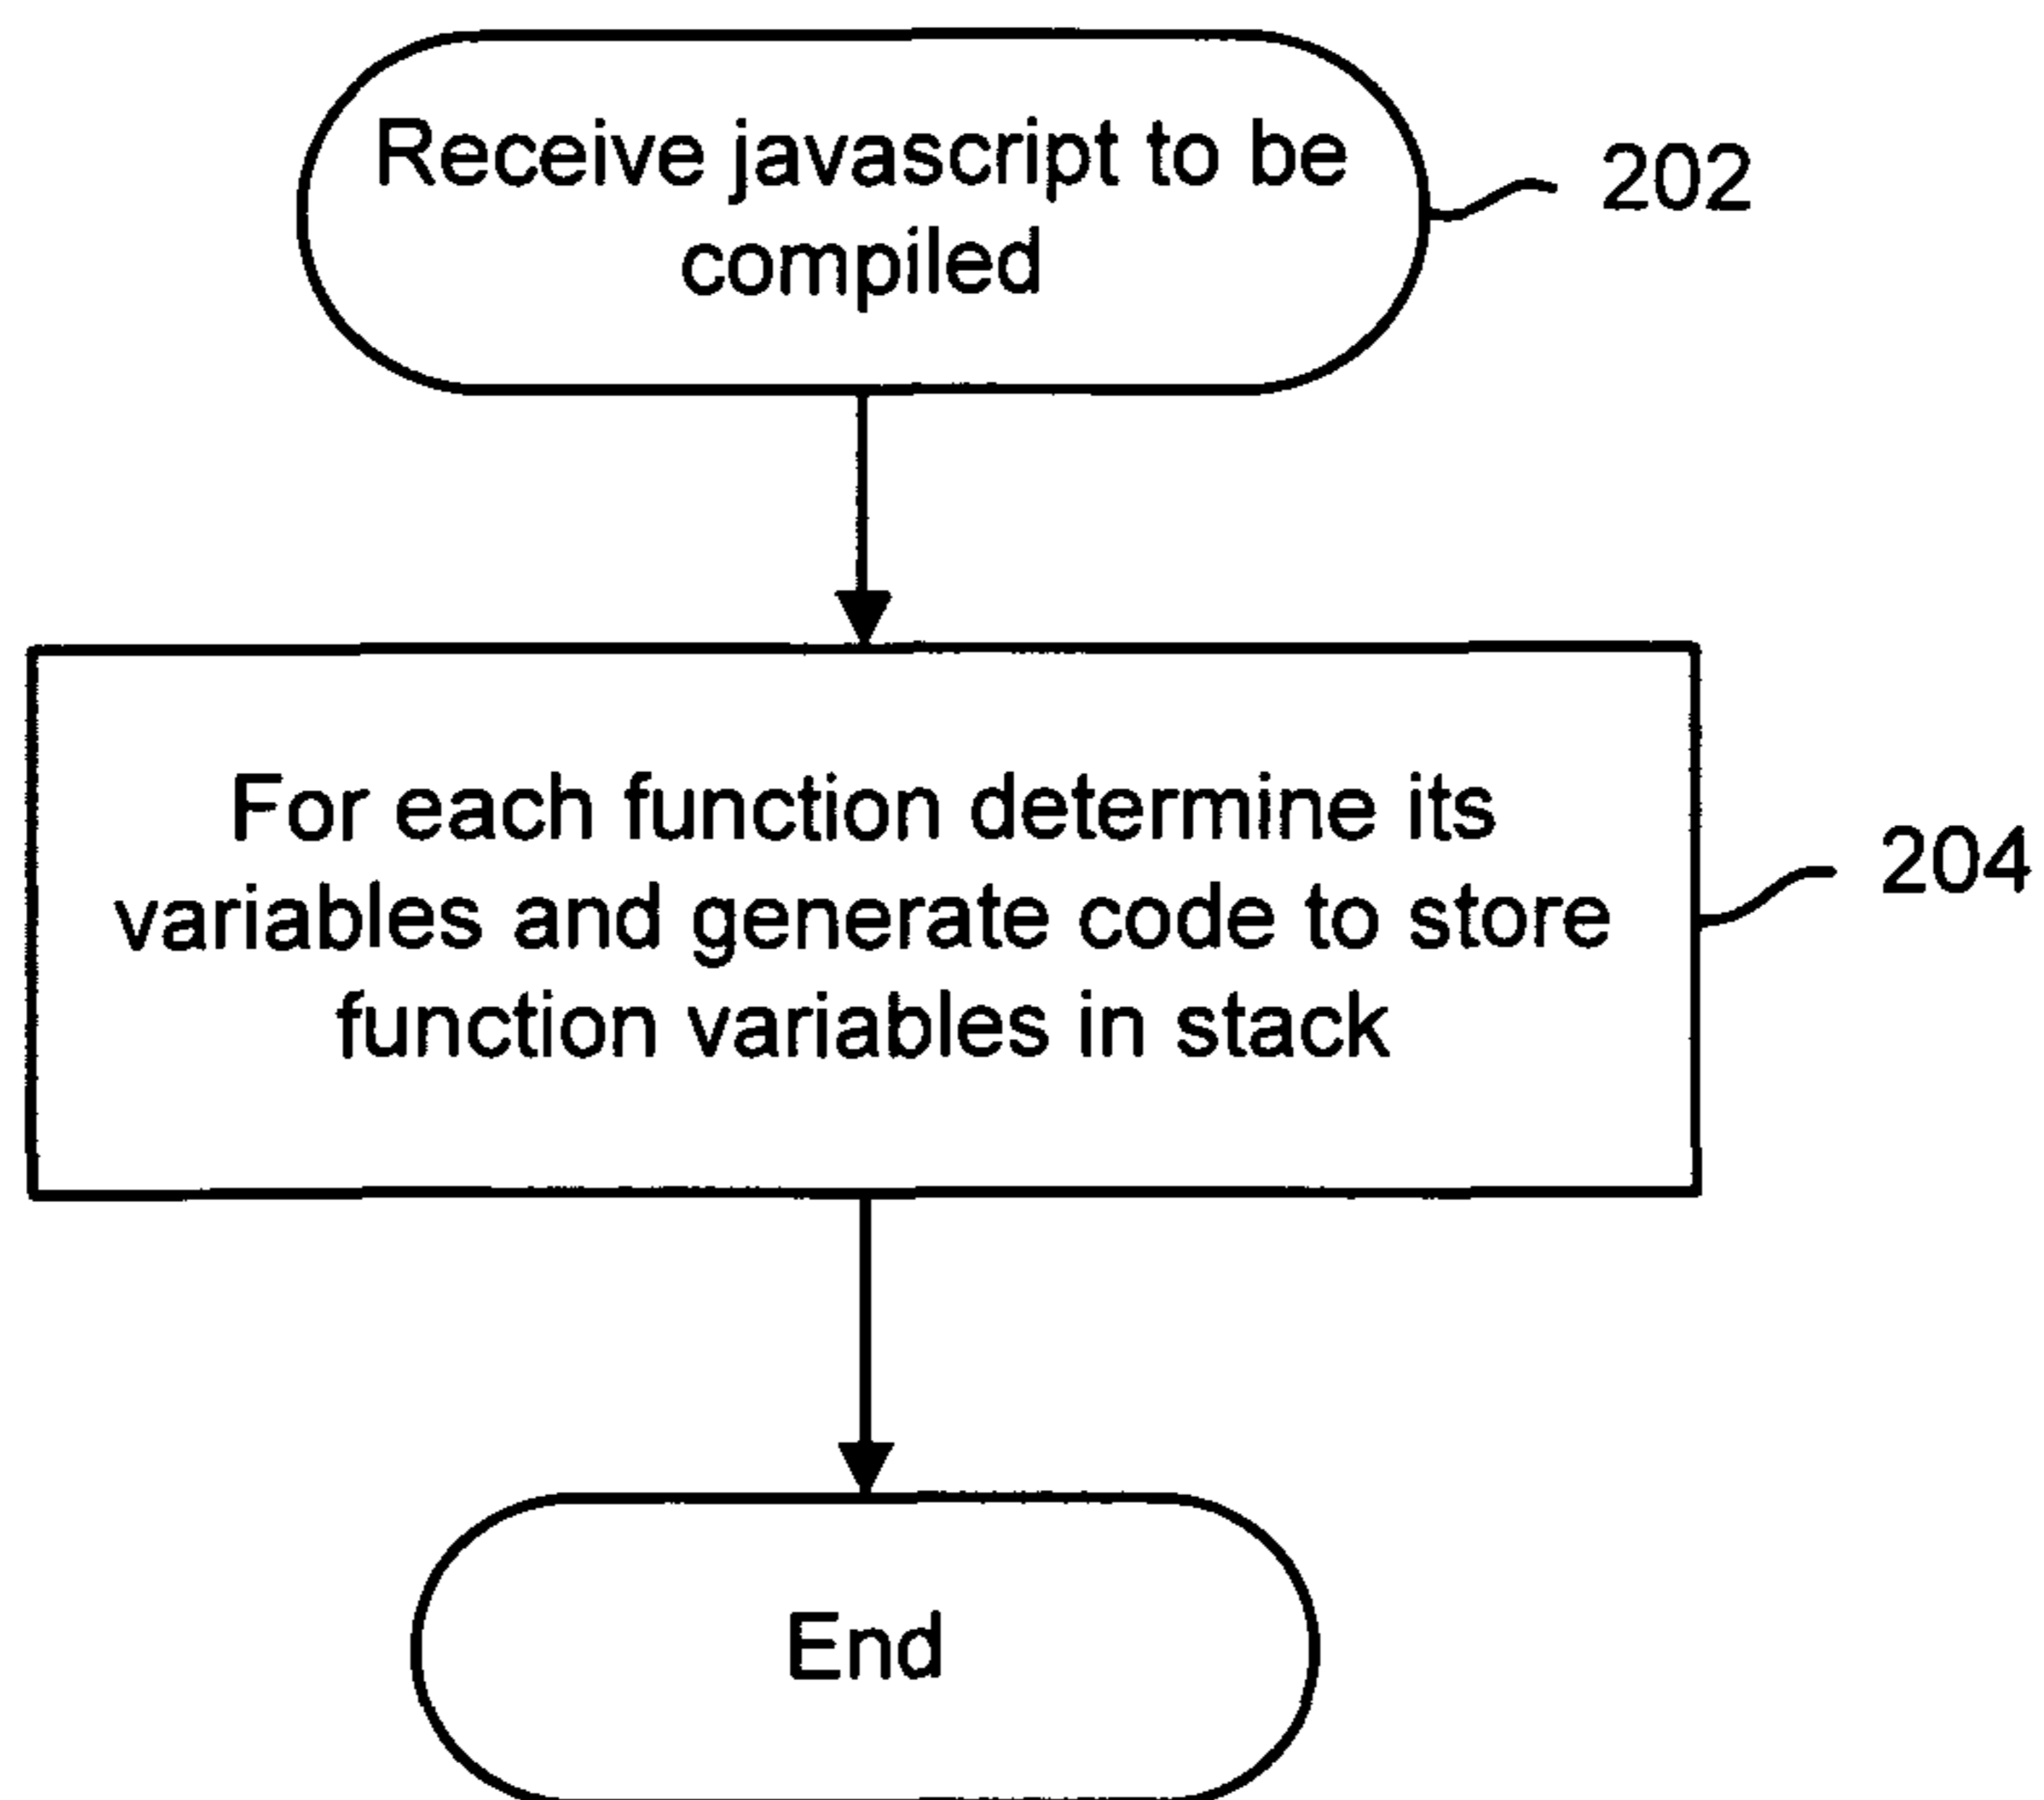 Receive javascript to be
compiled
202
For each function determine its
variables and generate code to store
function variables in stack
204
End